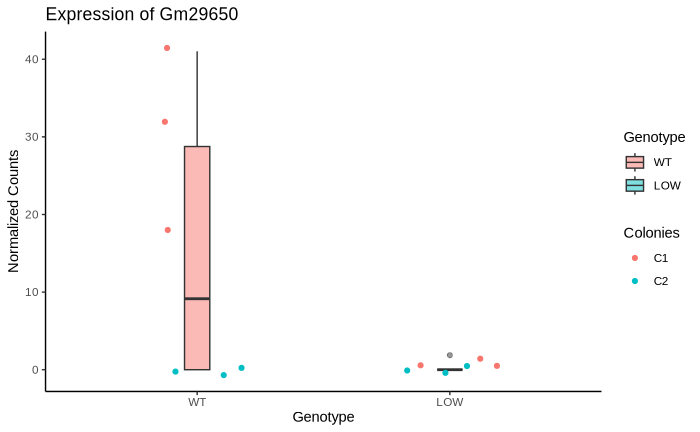 Expression of Gm29650
Normalized Counts
40
30
20
10
0
WT
LOW
Genotype
Genotype
WT
LOW
Colonies
C1
C2